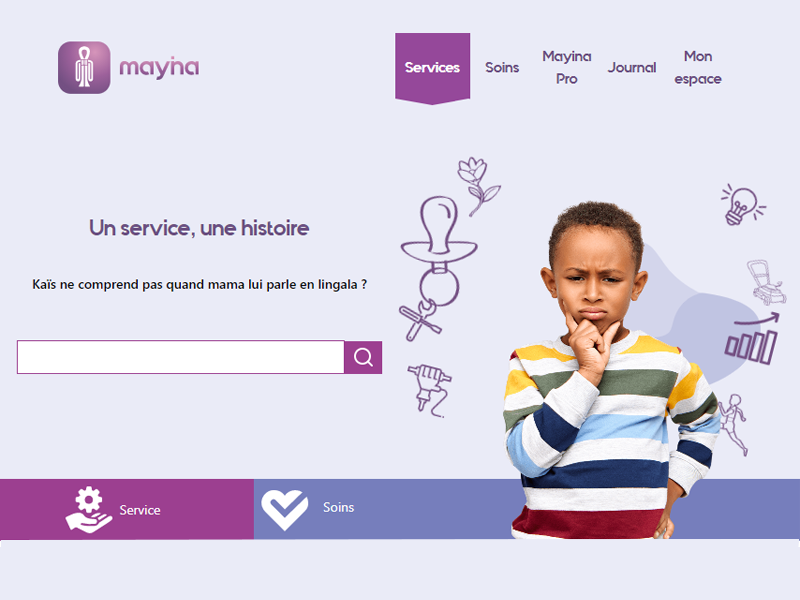 mayina
Services
Soins
Mayina
Pro
Journal
Mon
espace
Un service, une histoire
Kaïs ne comprend pas quand mama lui parle en lingala ?
Service
Soins